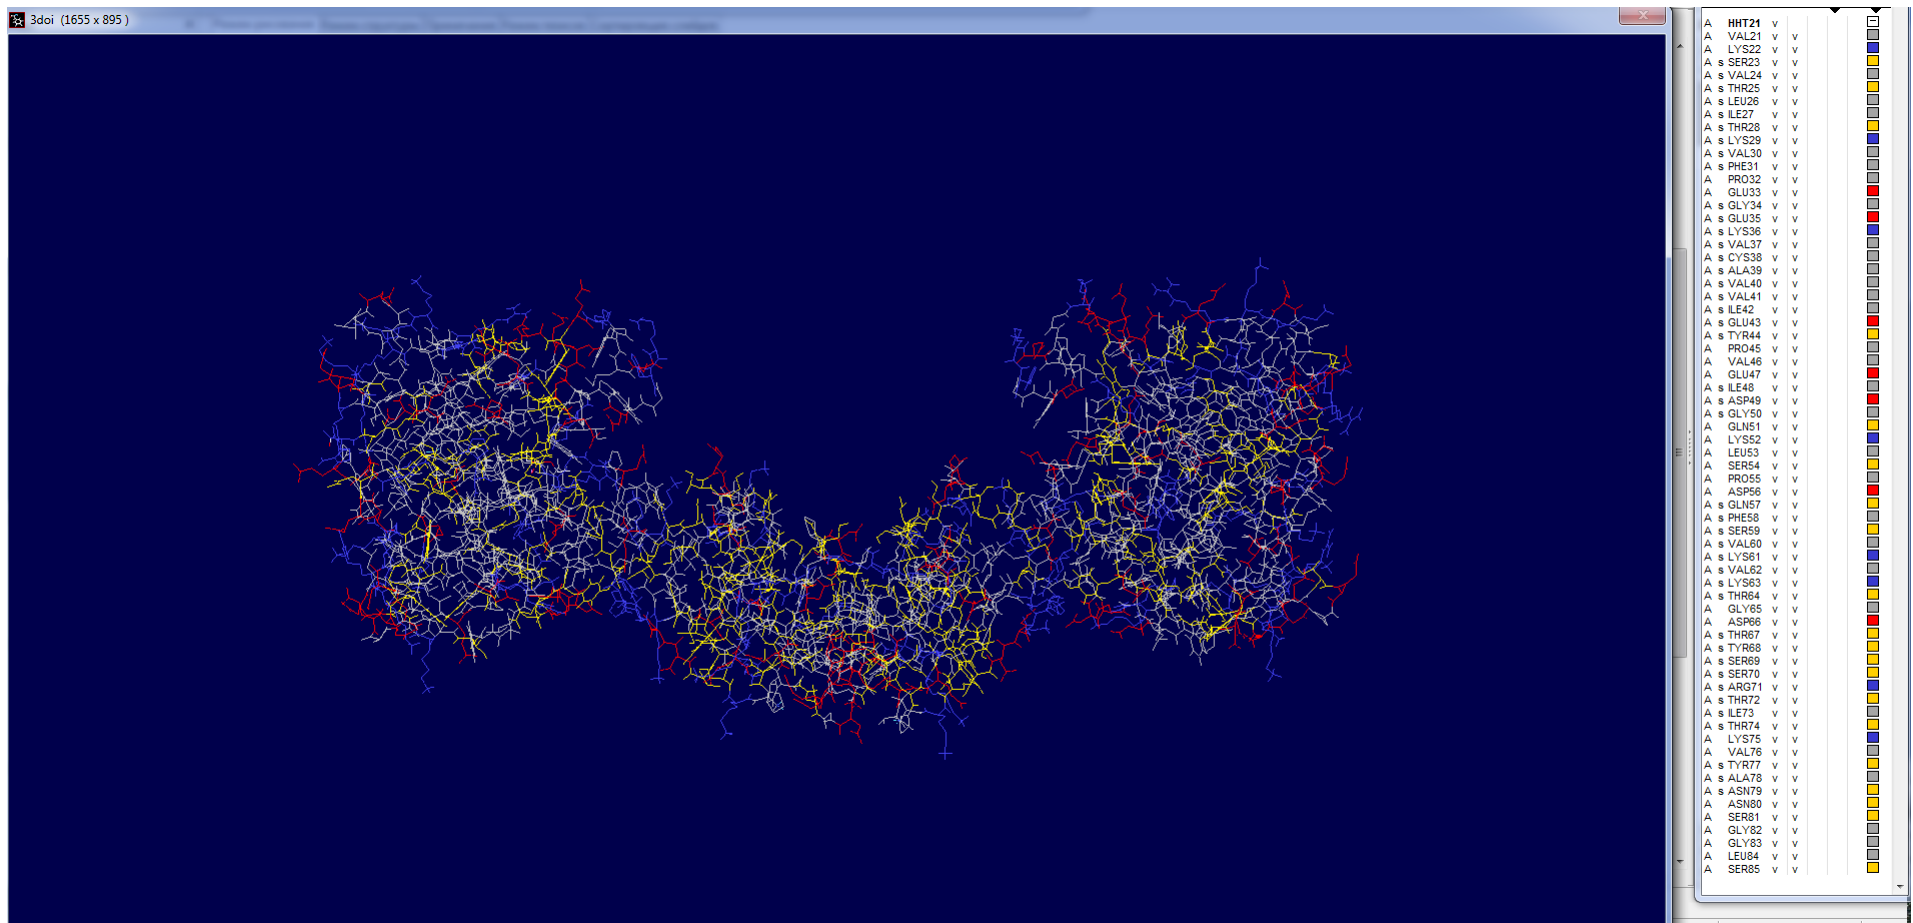 3doi (1655 x 895 )
A HHT21 v
A VAL21 v v
A LYS22 v v
A s SER23 v v
A s VAL24 v v
A s THR25 v v
A s LEU26 v v
A s ILE27 v v
A s THR28 v v
A s LYS29 v v
A s VAL30 v v
A s PHE31 v v
A PRO32 v v
A GLU33 v v
A s GLY34 v v
A s GLU35 v v
A s LYS36 v v
A s VAL37 v v
A s CYS38 v v
A s ALA39 v v
A s VAL40 v v
A s VAL41 v v
A s ILE42 v v
A s GLU43 v v
A s TYR44 v v
A PRO45 v v
A VAL46 v v
A GLU47 v v
A s ILE48 v v
A s ASP49 v v
A s GLY50 v v
A GLN51 v v
A LYS52 v v
A LEU53 v v
A SER54 v v
A PRO55 v v
A ASP56 v v
A s GLN57 v v
A s PHE58 v v
A s SER59 v v
A s VAL60 v v
A s LYS61 v v
A s VAL62 v v
A s LYS63 v v
A s THR64 v v
A GLY65 v v
A ASP66 v v
A s THR67 v v
A s TYR68 v v
A s SER69 v v
A s SER70 v v
A s ARG71 v v
A s THR72 v v
A s ILE73 v v
A s THR74 v v
A LYS75 v v
A VAL76 v v
A s TYR77 v v
A s ALA78 v v
A s ASN79 v v
A ASN80 v v
A SER81 v v
A GLY82 v v
A GLY83 v v
A LEU84 v v
A SER85 v v